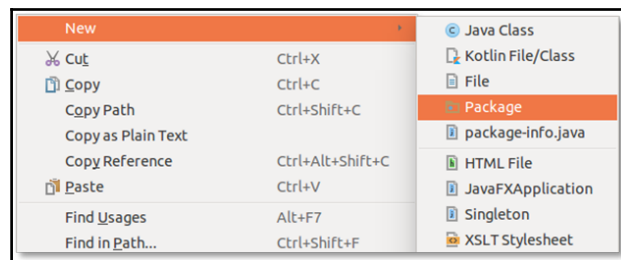 New
Cut Ctrl+X
Copy Ctrl+C
Copy Path Ctrl+Shift+C
Copy as Plain Text
Copy Reference Ctrl+Alt+Shift+C
Paste Ctrl+V
Find Usages Alt+F7
Find in Path... Ctrl+Shift+F
Java Class
Kotlin File/Class
File
Package
package-info.java
HTML File
JavaFXApplication
Singleton
XSLT Stylesheet